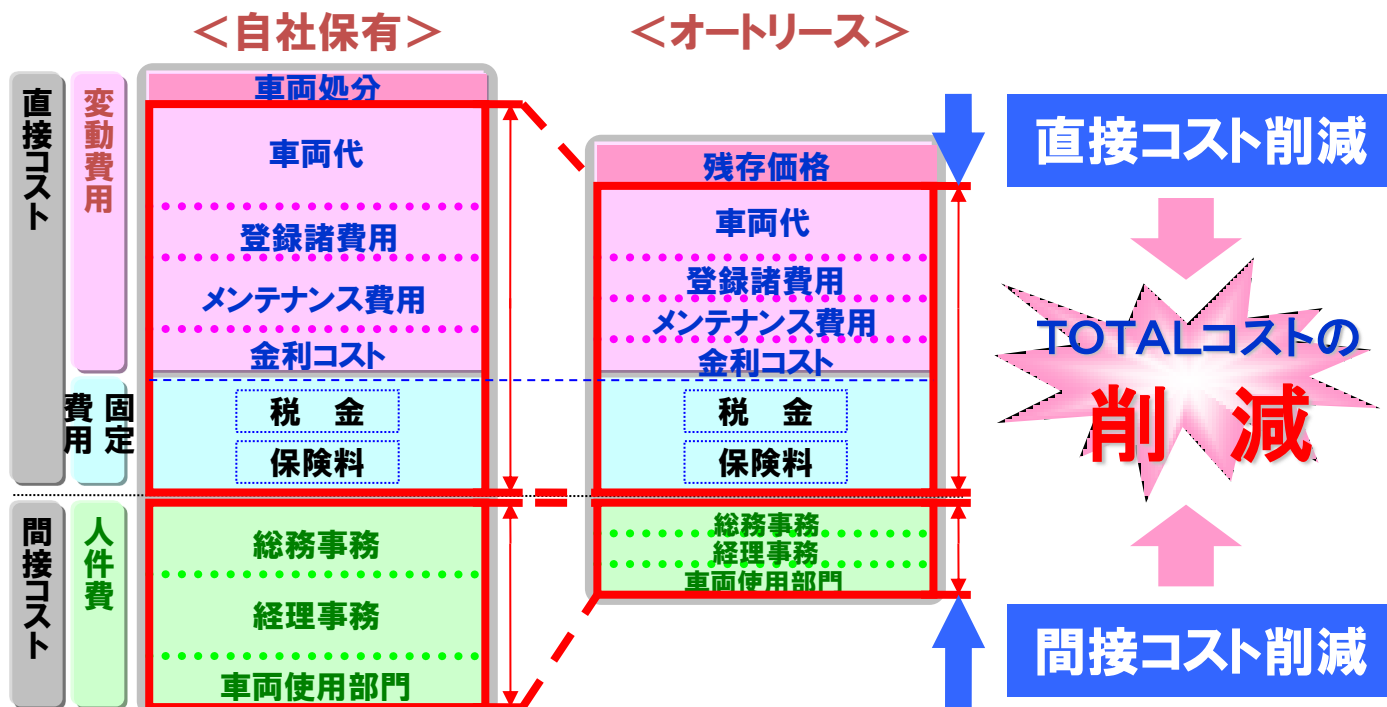 ＜自社保有＞
＜オートリース＞
直接コスト
変動費用
固定費用
間接コスト
人件費
車両処分
車両代
登録諸費用
メンテナンス費用
金利コスト
税　金
保険料
総務事務
経理事務
車両使用部門
残存価格
車両代
登録諸費用
メンテナンス費用
金利コスト
税　金
保険料
総務事務
経理事務
車両使用部門
直接コスト削減
TOTALコストの
削　減
間接コスト削減